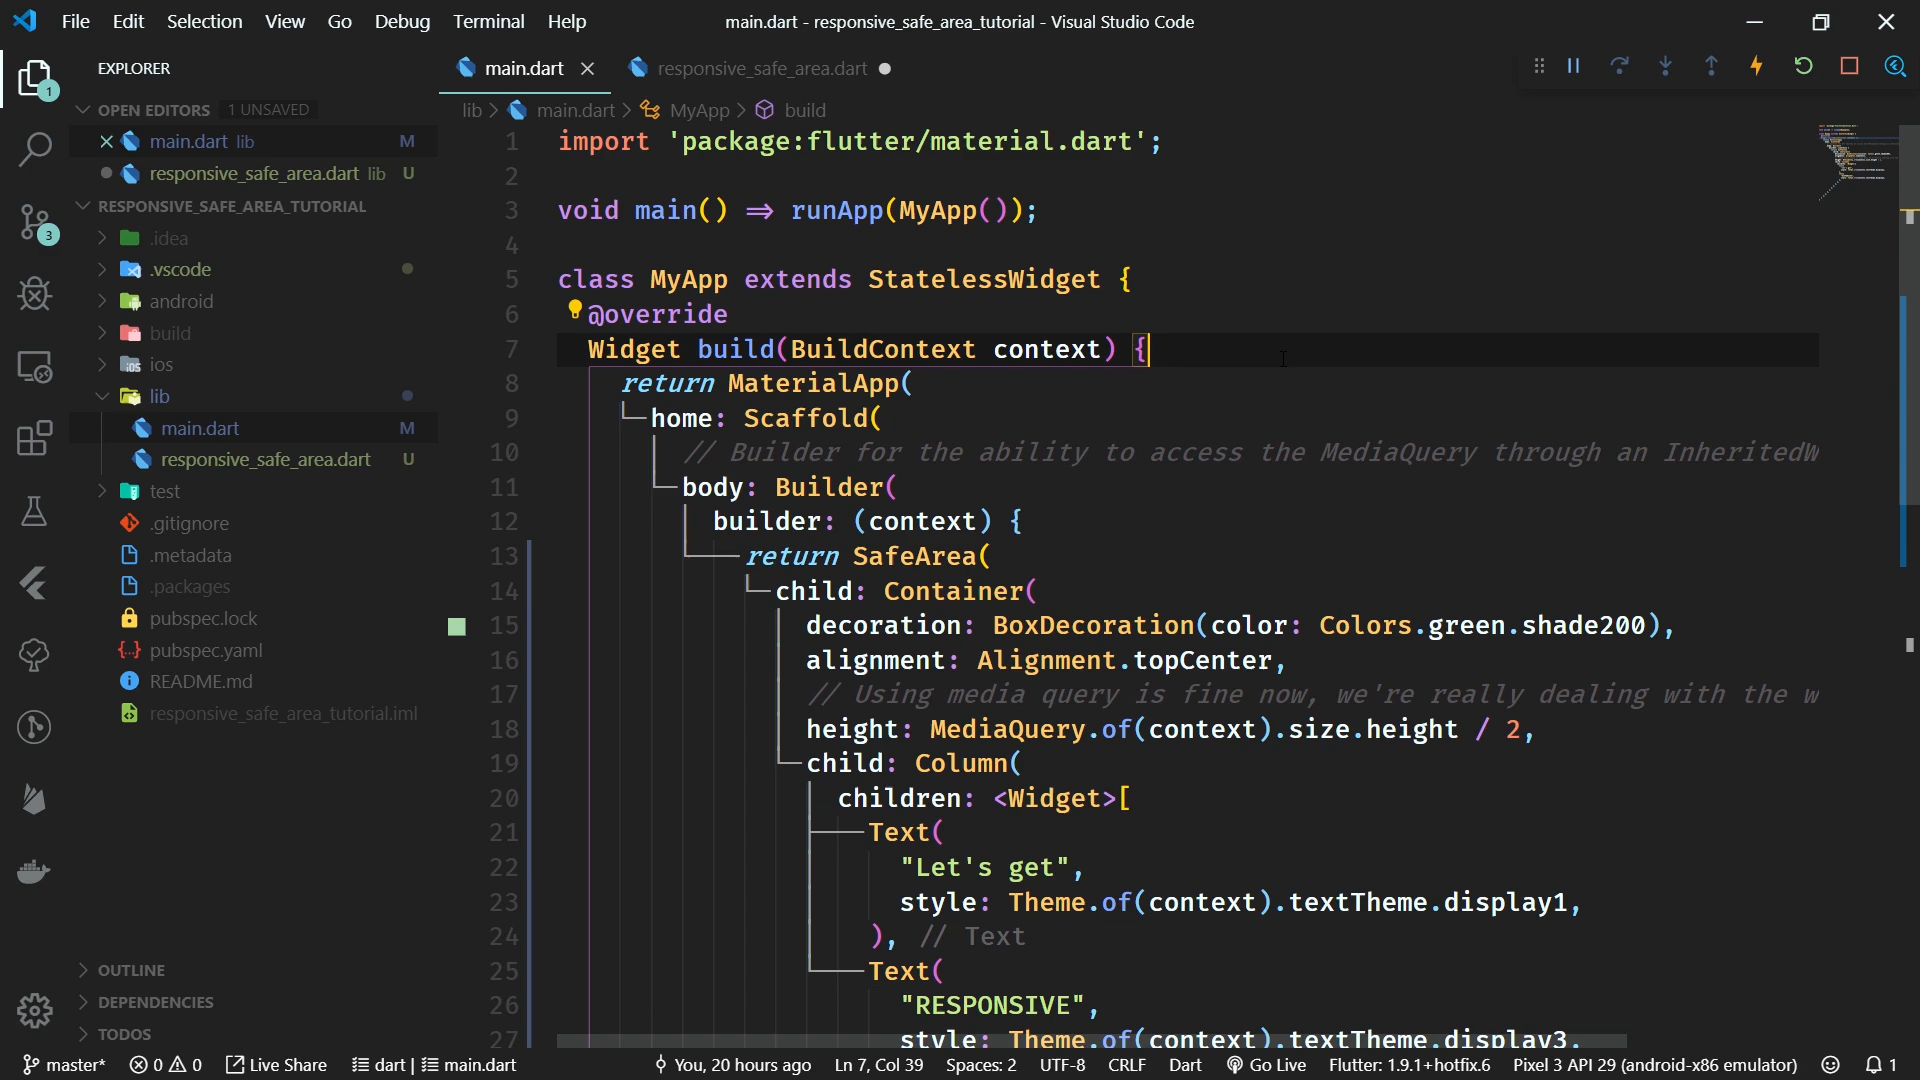 File Edit Selection View Go Debug Terminal Help
main.dart - responsive_safe_area_tutorial - Visual Studio Code
EXPLORER
main.dart
responsive_safe_area.dart
1
OPEN EDITORS 1 UNSAVED
main.dart lib M
responsive_safe_area.dart lib U
RESPONSIVE_SAFE_AREA_TUTORIAL
3
.idea
.vscode
android
build
ios
lib
main.dart M
responsive_safe_area.dart U
test
.gitignore
.metadata
.packages
pubspec.lock
pubspec.yaml
README.md
responsive_safe_area_tutorial.iml
OUTLINE
DEPENDENCIES
TODOS
lib > main.dart > MyApp > build
1 import 'package:flutter/material.dart';
2
3 void main() => runApp(MyApp());
4
5 class MyApp extends StatelessWidget {
6 @override
7 Widget build(BuildContext context) {
8 return MaterialApp(
9 home: Scaffold(
10 // Builder for the ability to access the MediaQuery through an InheritedW
11 body: Builder(
12 builder: (context) {
13 return SafeArea(
14 child: Container(
15 decoration: BoxDecoration(color: Colors.green.shade200),
16 alignment: Alignment.topCenter,
17 // Using media query is fine now, we're really dealing with the w
18 height: MediaQuery.of(context).size.height / 2,
19 child: Column(
20 children: <Widget>[
21 Text(
22 "Let's get",
23 style: Theme.of(context).textTheme.display1,
24 ), // Text
25 Text(
26 "RESPONSIVE",
27 style: Theme.of(context).textTheme.display3,
master* 0 0 Live Share dart | main.dart You, 20 hours ago Ln 7, Col 39 Spaces: 2 UTF-8 CRLF Dart Go Live Flutter: 1.9.1+hotfix.6 Pixel 3 API 29 (android-x86 emulator) 1